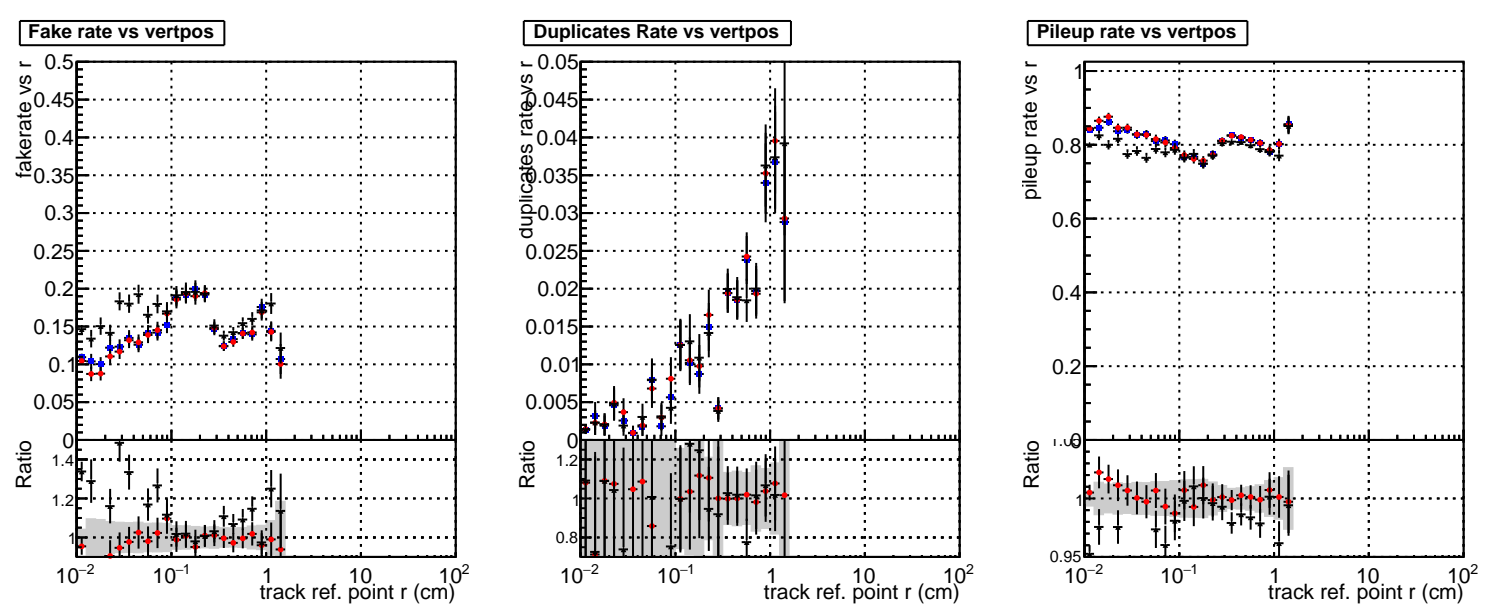 Fake rate vs vertpos
fakerate vs r
0.5
0.45
0.4
0.35
0.3
0.25
0.2
0.15
0.1
0.05
0
Ratio
1.4
1.2
1
10⁻² 10⁻¹ 1 10 10²
track ref. point r (cm)
Duplicates Rate vs vertpos
duplicates rate vs r
0.05
0.045
0.04
0.035
0.03
0.025
0.02
0.015
0.01
0.005
0
Ratio
1.2
1
0.8
10⁻² 10⁻¹ 1 10 10²
track ref. point r (cm)
Pileup rate vs vertpos
pileup rate vs r
1
0.8
0.6
0.4
0.2
0
Ratio
1
0.95
10⁻² 10⁻¹ 1 10 10²
track ref. point r (cm)